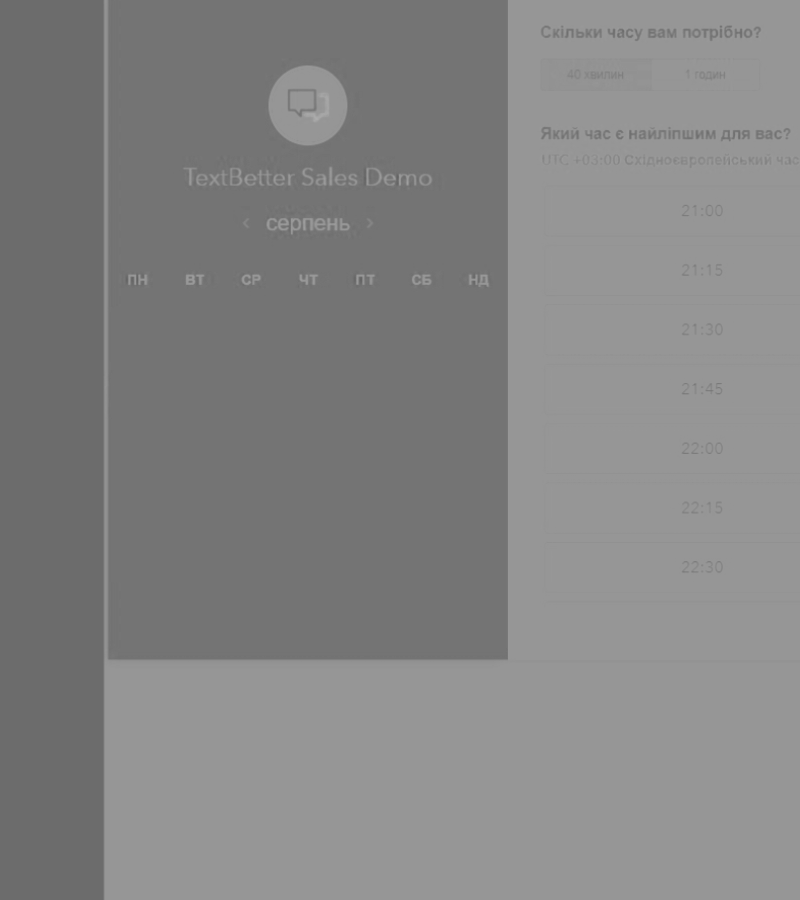 TextBetter Sales Demo
‹ серпень ›
ПН ВТ СР ЧТ ПТ СБ НД
Скільки часу вам потрібно?
40 хвилин 1 годин
Який час є найліпшим для вас?
UTC +03:00 Східноєвропейський час
21:00
21:15
21:30
21:45
22:00
22:15
22:30